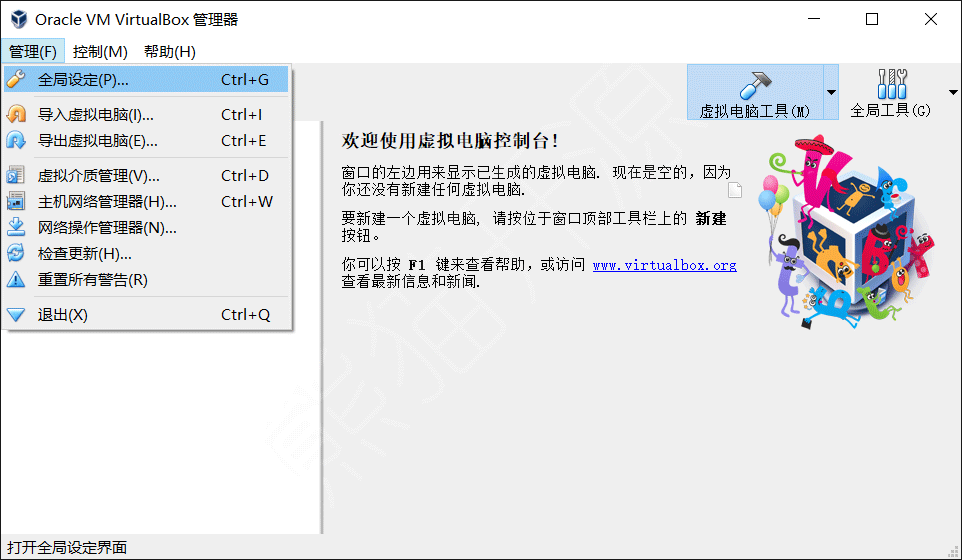 Oracle VM VirtualBox 管理器
管理(F) 控制(M) 帮助(H)
全局设定(P)... Ctrl+G
导入虚拟电脑(I)... Ctrl+I
导出虚拟电脑(E)... Ctrl+E
虚拟介质管理(V)... Ctrl+D
主机网络管理器(H)... Ctrl+W
网络操作管理器(N)...
检查更新(H)...
重置所有警告(R)
退出(X) Ctrl+Q
虚拟电脑工具(M) 全局工具(G)
欢迎使用虚拟电脑控制台!
窗口的左边用来显示已生成的虚拟电脑. 现在是空的，因为
你还没有新建任何虚拟电脑.
要新建一个虚拟电脑, 请按位于窗口顶部工具栏上的 新建
按钮。
你可以按 F1 键来查看帮助，或访问 www.virtualbox.org
查看最新信息和新闻.
打开全局设定界面